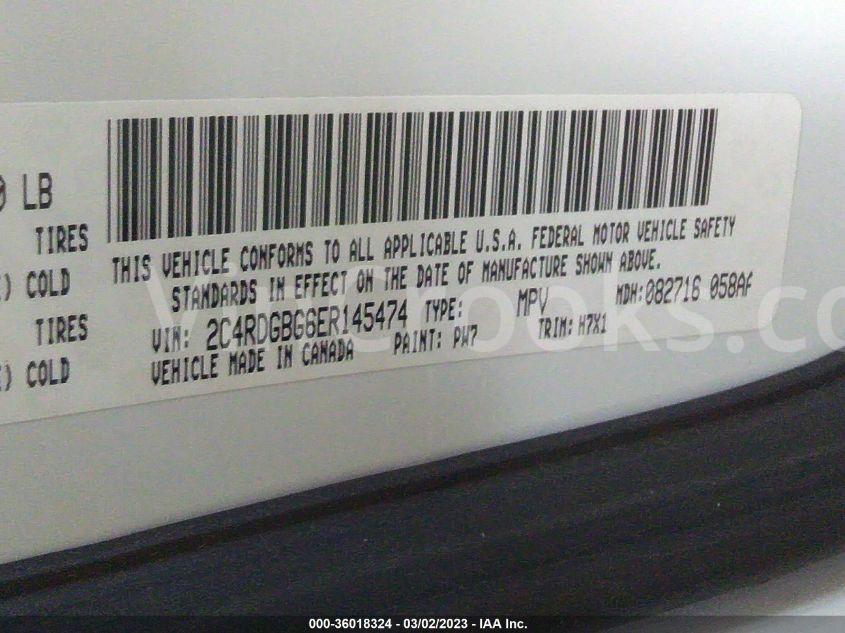 0 LB
TIRES
) COLD
TIRES
) COLD
THIS VEHICLE CONFORMS TO ALL APPLICABLE U.S.A. FEDERAL MOTOR VEHICLE SAFETY
STANDARDS IN EFFECT ON THE DATE OF MANUFACTURE SHOWN ABOVE.
VIN: 2C4RDGBG6ER145474 TYPE: MPV MDH:082716 058AF
VEHICLE MADE IN CANADA PAINT: PW7 TRIM: H7X1
000-36018324 - 03/02/2023 - IAA Inc.